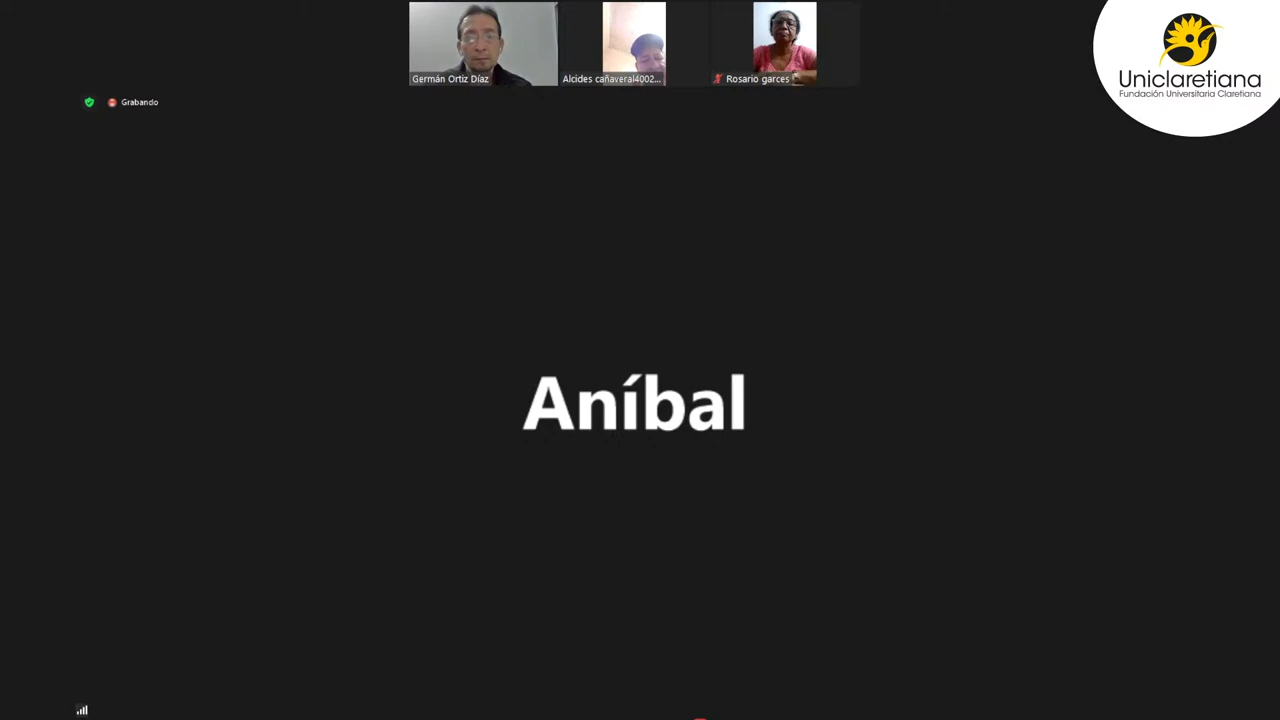 Germán Ortiz Díaz
Alcides cañaveral4002...
Rosario garces
Uniclaretiana
Fundación Universitaria Claretiana
Grabando
Aníbal